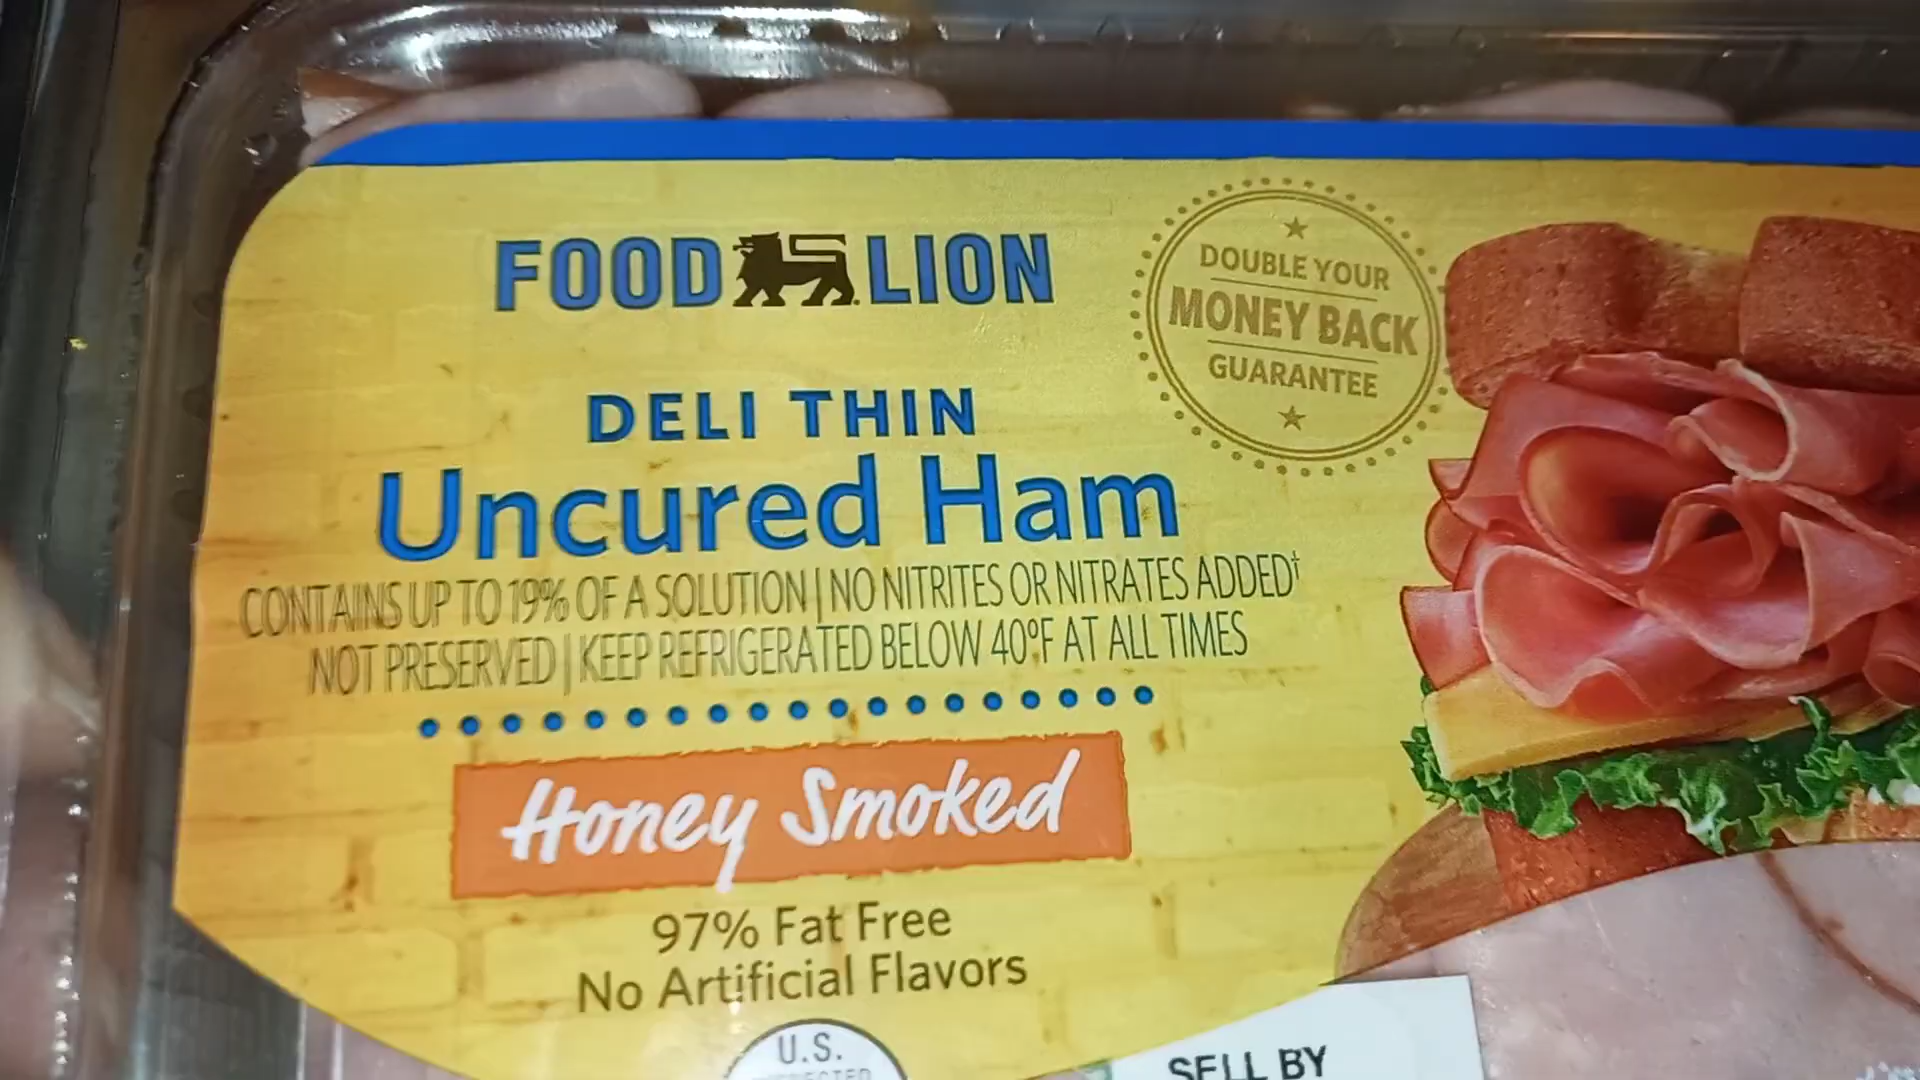 FOOD LION
DOUBLE YOUR
MONEY BACK
GUARANTEE
DELI THIN
Uncured Ham
CONTAINS UP TO 19% OF A SOLUTION | NO NITRITES OR NITRATES ADDED†
NOT PRESERVED | KEEP REFRIGERATED BELOW 40°F AT ALL TIMES
Honey Smoked
97% Fat Free
No Artificial Flavors
U.S.
SELL BY